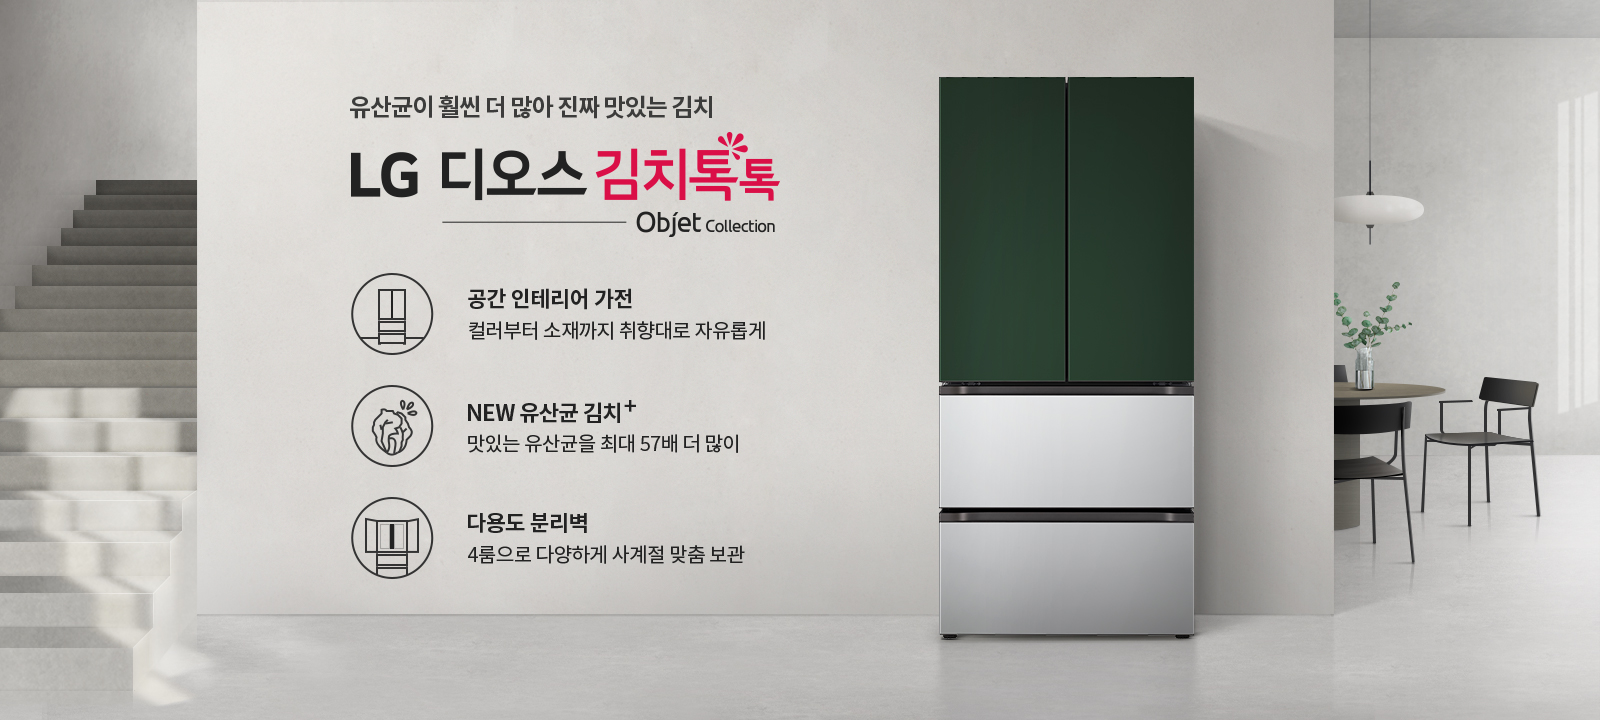 유산균이 훨씬 더 많아 진짜 맛있는 김치
LG 디오스 김치톡톡
Objet Collection
공간 인테리어 가전
컬러부터 소재까지 취향대로 자유롭게
NEW 유산균 김치+
맛있는 유산균을 최대 57배 더 많이
다용도 분리벽
4룸으로 다양하게 사계절 맞춤 보관